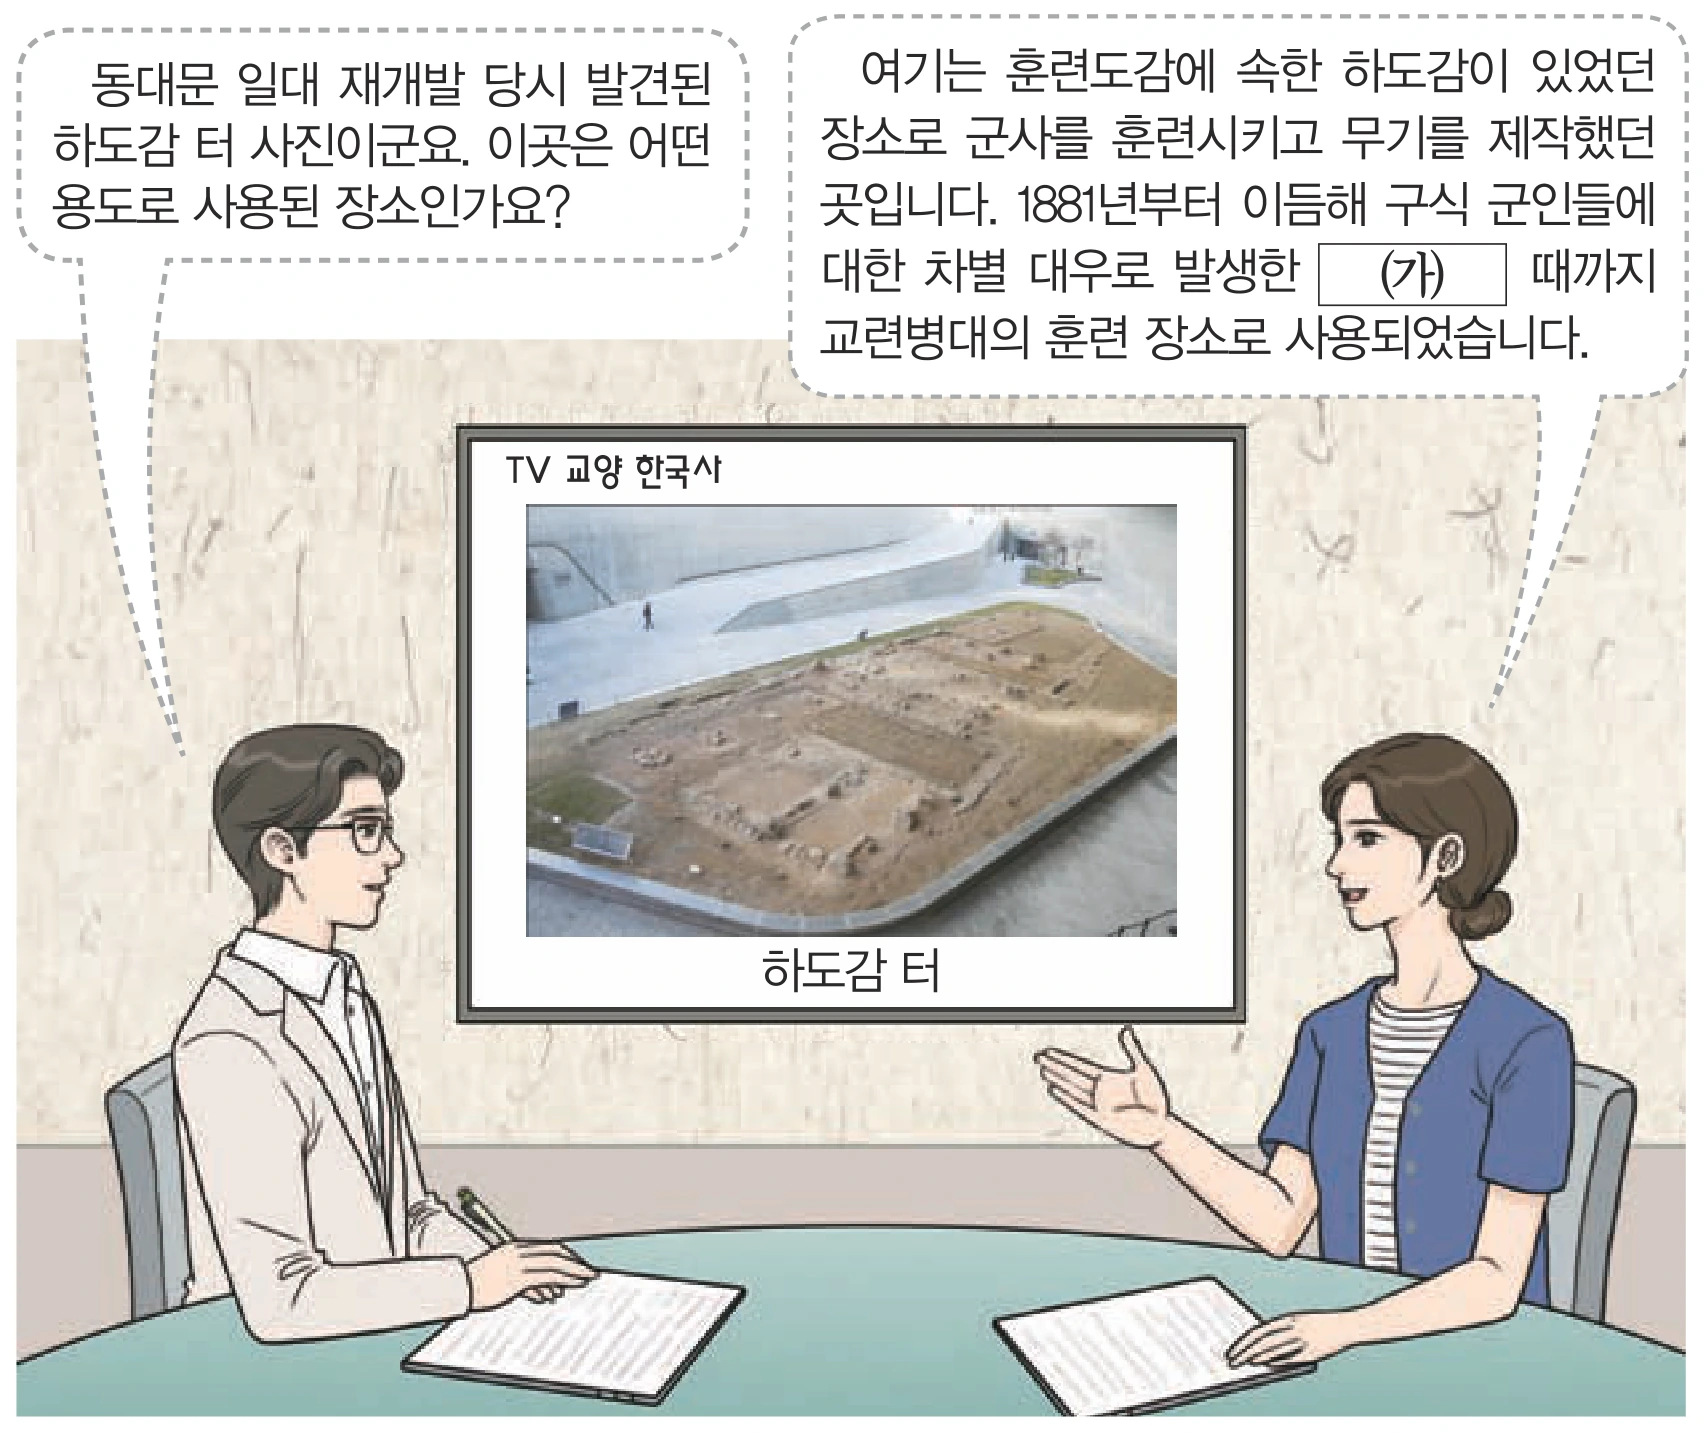 동대문 일대 재개발 당시 발견된
하도감 터 사진이군요. 이곳은 어떤
용도로 사용된 장소인가요?
여기는 훈련도감에 속한 하도감이 있었던
장소로 군사를 훈련시키고 무기를 제작했던
곳입니다. 1881년부터 이듬해 구식 군인들에
대한 차별 대우로 발생한 (가) 때까지
교련병대의 훈련 장소로 사용되었습니다.
TV 교양 한국사
하도감 터